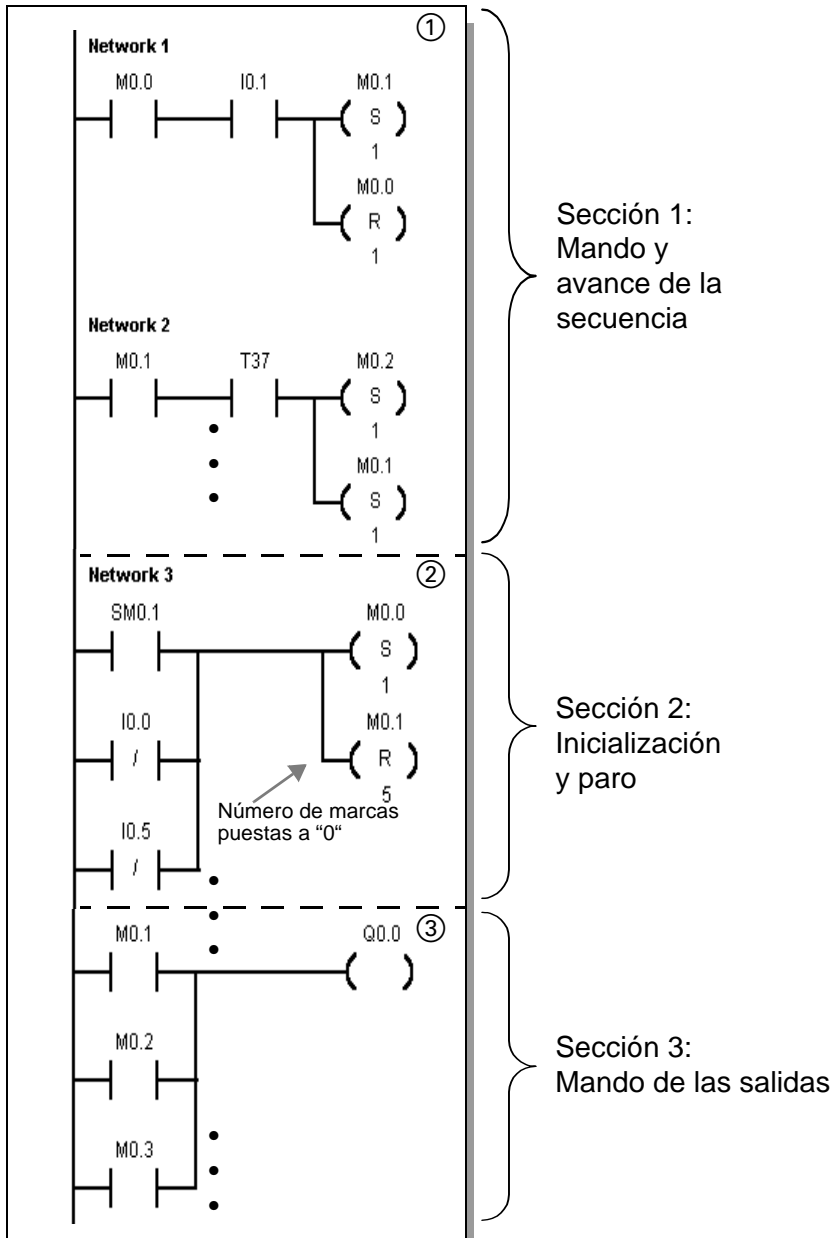 ①
Network 1
M0.0 I0.1 M0.1
S
1
M0.0
R
1
Network 2
M0.1 T37 M0.2
S
1
M0.1
S
1
Sección 1:
Mando y
avance de la
secuencia
②
Network 3
SM0.1 M0.0
S
1
I0.0 M0.1
/ R
5
Número de marcas
puestas a “0“
I0.5
/
Sección 2:
Inicialización
y paro
③
M0.1 Q0.0
M0.2
M0.3
Sección 3:
Mando de las salidas